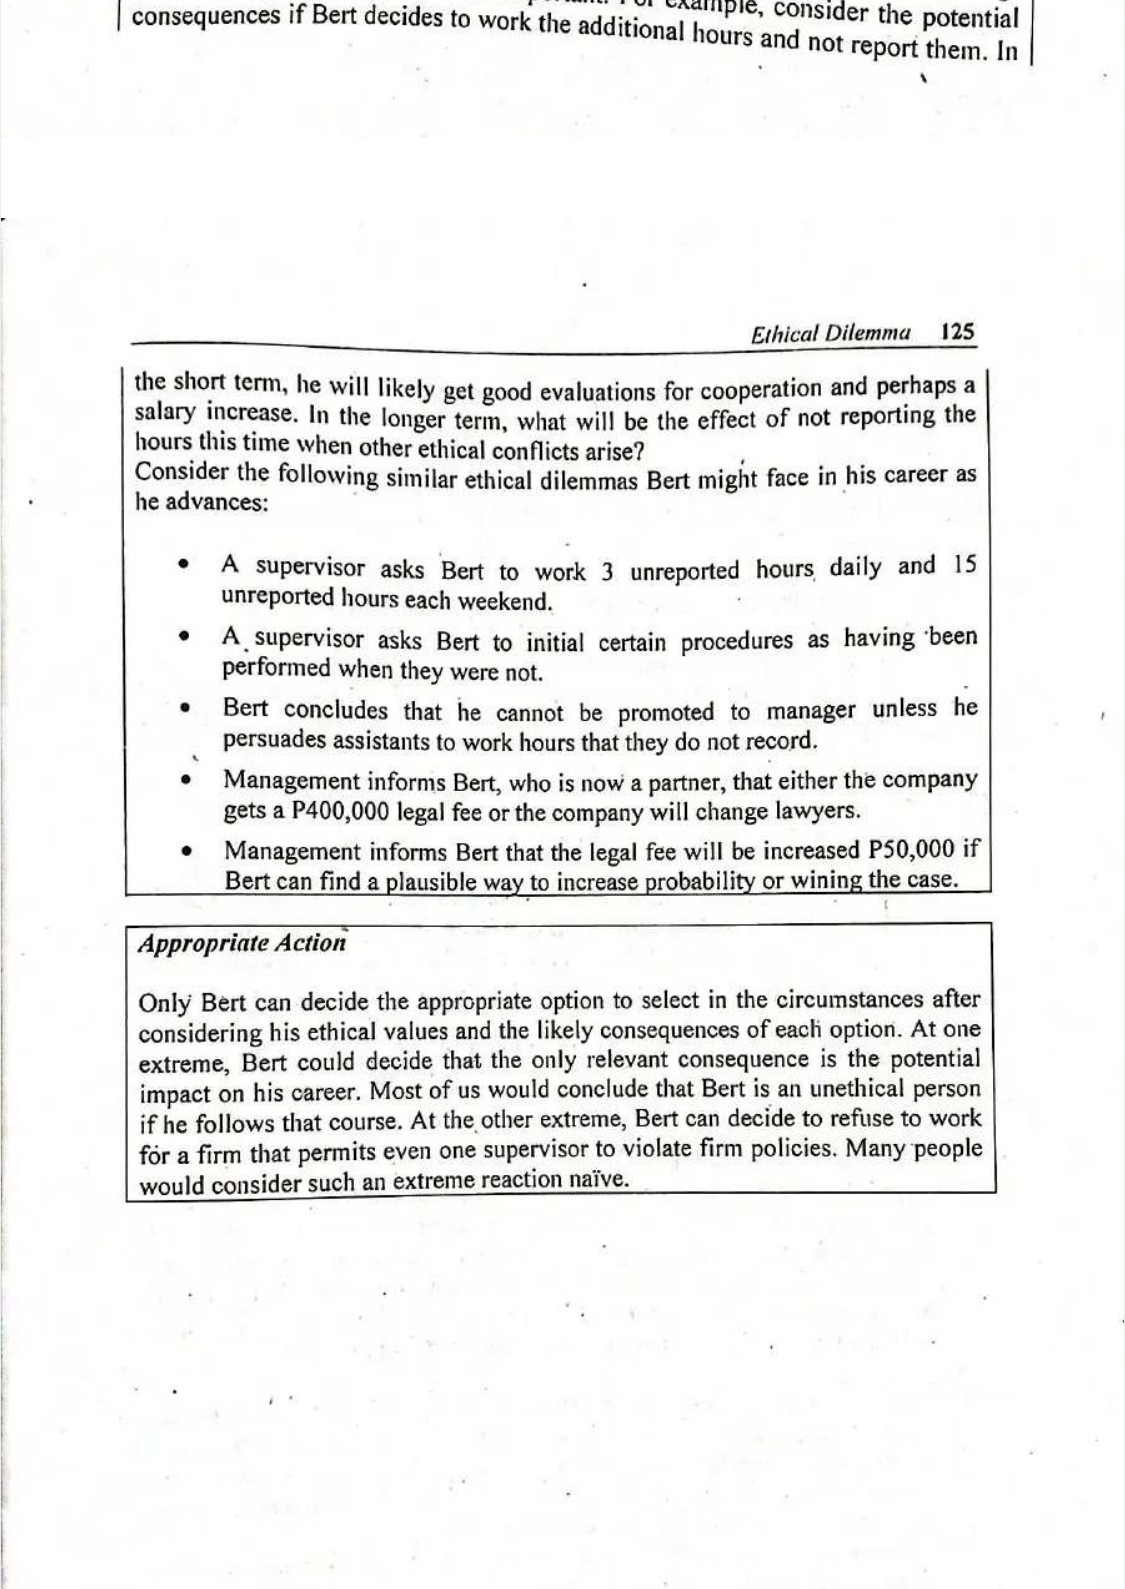 example, consider the potential
consequences if Bert decides to work the additional hours and not report them. In
Ethical Dilemma 125
the short term, he will likely get good evaluations for cooperation and perhaps a
salary increase. In the longer term, what will be the effect of not reporting the
hours this time when other ethical conflicts arise?
Consider the following similar ethical dilemmas Bert might face in his career as
he advances:
• A supervisor asks Bert to work 3 unreported hours daily and 15
unreported hours each weekend.
• A supervisor asks Bert to initial certain procedures as having been
performed when they were not.
• Bert concludes that he cannot be promoted to manager unless he
persuades assistants to work hours that they do not record.
• Management informs Bert, who is now a partner, that either the company
gets a P400,000 legal fee or the company will change lawyers.
• Management informs Bert that the legal fee will be increased P50,000 if
Bert can find a plausible way to increase probability or wining the case.
Appropriate Action
Only Bert can decide the appropriate option to select in the circumstances after
considering his ethical values and the likely consequences of each option. At one
extreme, Bert could decide that the only relevant consequence is the potential
impact on his career. Most of us would conclude that Bert is an unethical person
if he follows that course. At the other extreme, Bert can decide to refuse to work
for a firm that permits even one supervisor to violate firm policies. Many people
would consider such an extreme reaction naïve.